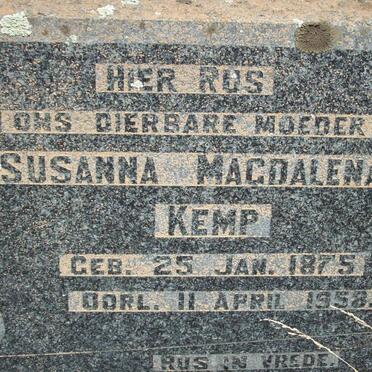 HIER RUS
ONS DIERBARE MOEDER
SUSANNA MAGDALENA
KEMP
GEB. 25 JAN. 1875
OORL. 11 APRIL 1958.
RUS IN VREDE.